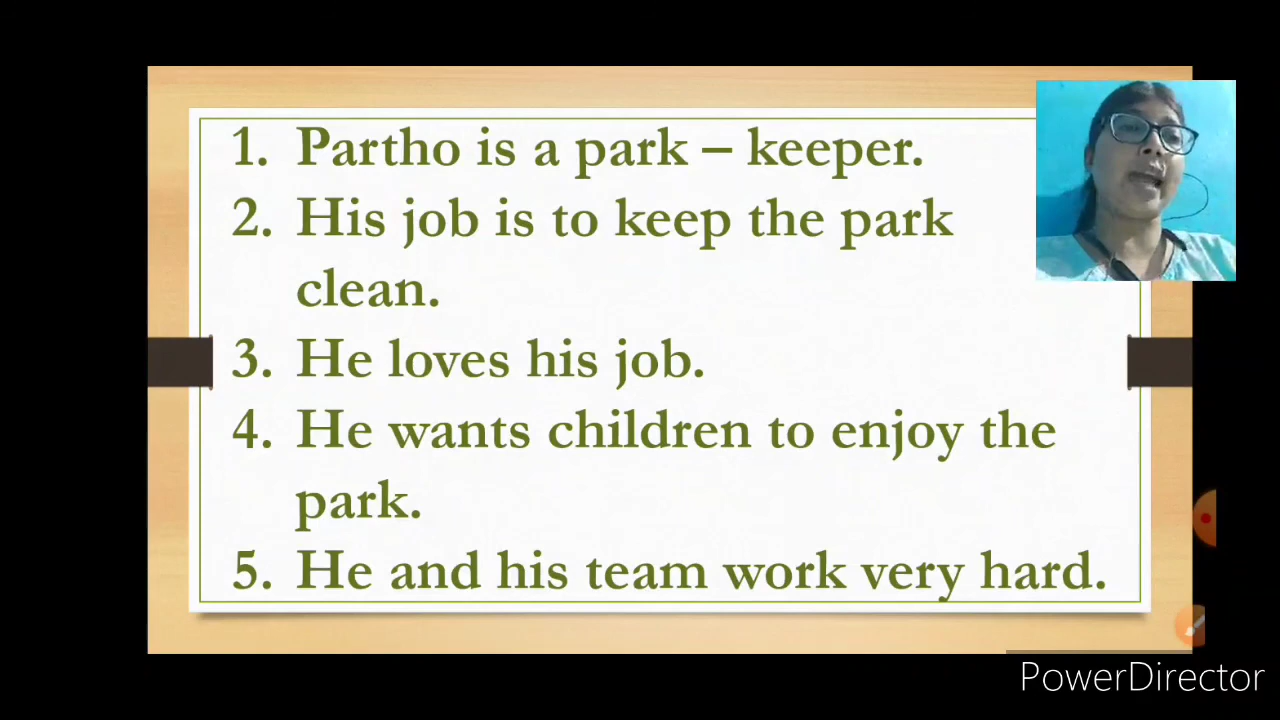 1. Partho is a park – keeper.
2. His job is to keep the park
clean.
3. He loves his job.
4. He wants children to enjoy the
park.
5. He and his team work very hard.
PowerDirector